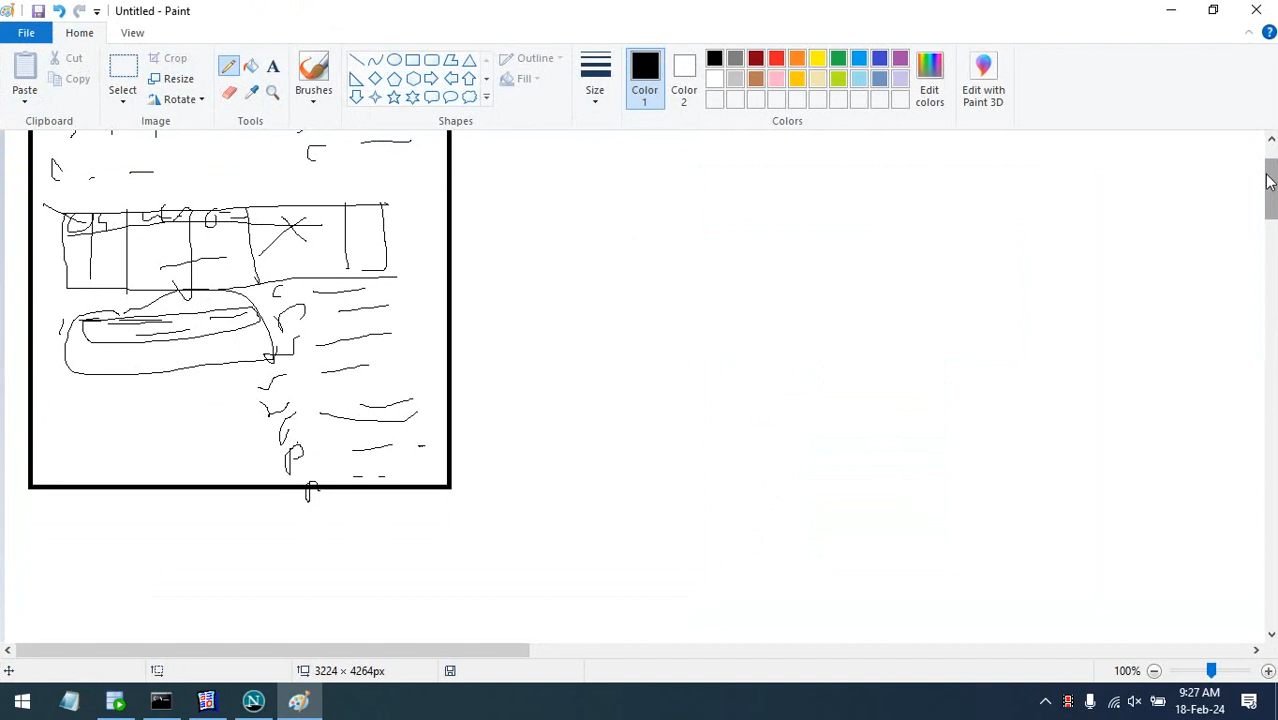 Untitled - Paint
File Home View
Paste
Cut
Copy
Clipboard
Select
Crop
Resize
Rotate
Image
A
Tools
Brushes
Shapes
Outline
Fill
Size
Color 1
Color 2
Edit colors
Colors
Edit with Paint 3D
P
3224 × 4264px
100%
9:27 AM
18-Feb-24